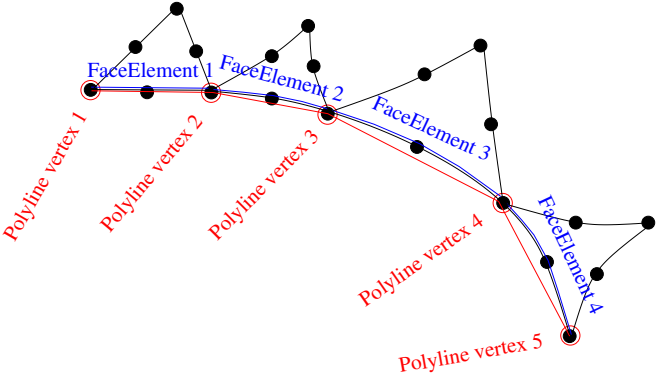 FaceElement 1
FaceElement 2
FaceElement 3
FaceElement 4
Polyline vertex 1
Polyline vertex 2
Polyline vertex 3
Polyline vertex 4
Polyline vertex 5